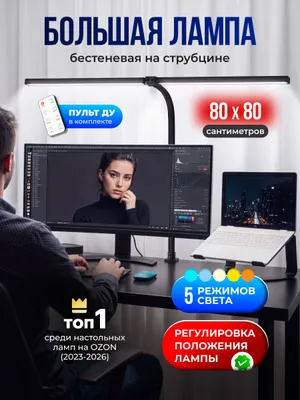 БОЛЬШАЯ ЛАМПА
бестеневая на струбцине
ПУЛЬТ ДУ
в комплекте
80 x 80
сантиметров
5 РЕЖИМОВ
СВЕТА
ТОП 1
среди настольных
ламп на OZON
(2023-2026)
РЕГУЛИРОВКА
ПОЛОЖЕНИЯ
ЛАМПЫ